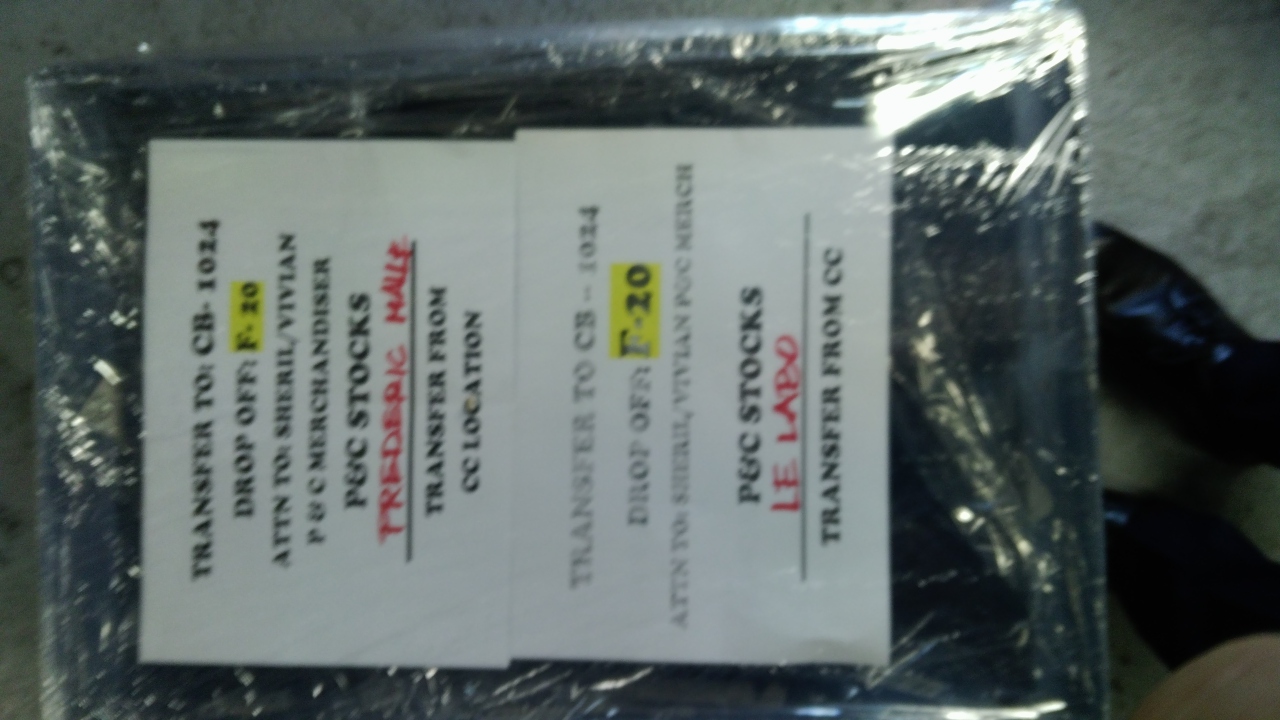 TRANSFER TO: CB- 1024
DROP OFF: F- 20
ATTN TO: SHERIL/VIVIAN
P & C MERCHANDISER
P&C STOCKS
FREDERIC MALLE
TRANSFER FROM
CC LOCATION
TRANSFER TO CB - 1024
DROP OFF: F-20
ATTN TO: SHERIL/VIVIAN POC MERCH
P&C STOCKS
LE LABO
TRANSFER FROM CC